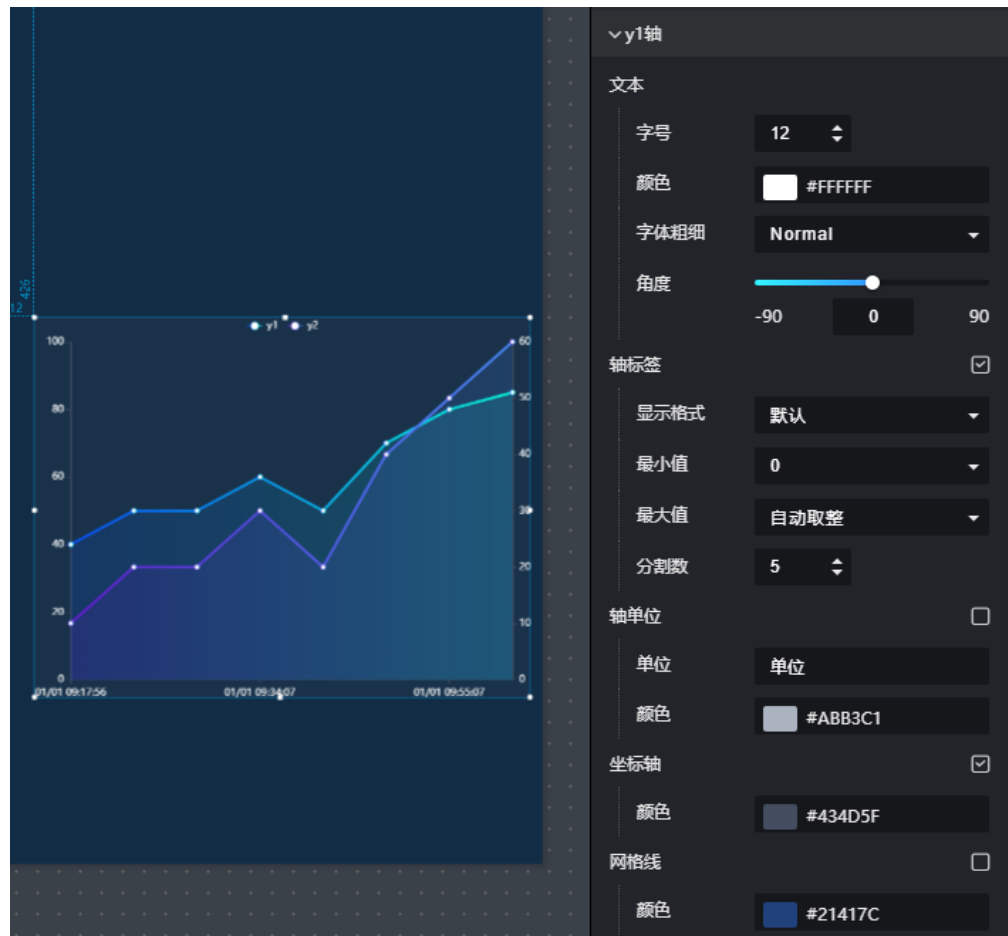 426
12
y1 y2
100
80
60
40
20
0
60
50
40
30
20
10
0
01/01 09:17:56
01/01 09:34:07
01/01 09:55:07
y1轴
文本
字号 12
颜色 #FFFFFF
字体粗细 Normal
角度
-90 0 90
轴标签
显示格式 默认
最小值 0
最大值 自动取整
分割数 5
轴单位
单位 单位
颜色 #ABB3C1
坐标轴
颜色 #434D5F
网格线
颜色 #21417C